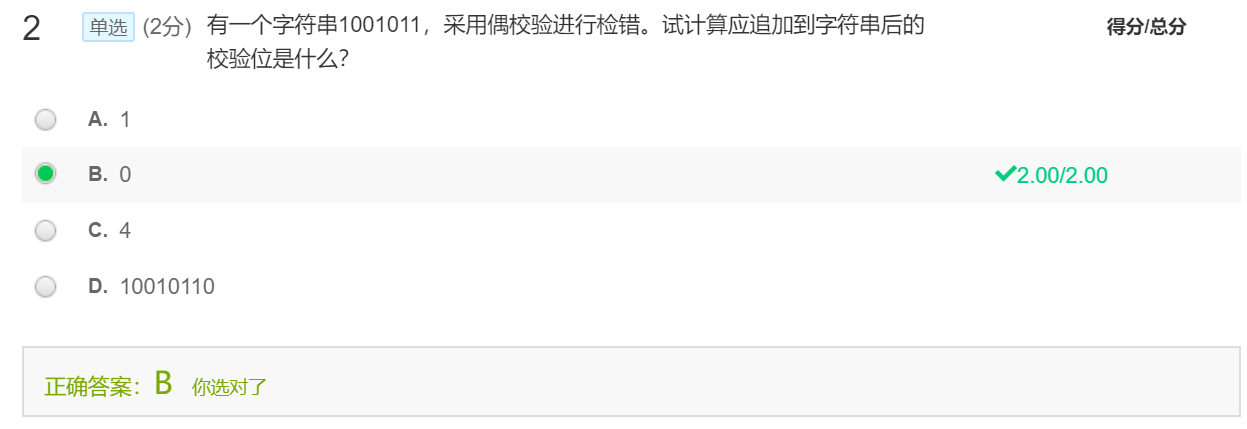 2 单选 (2分) 有一个字符串1001011，采用偶校验进行检错。试计算应追加到字符串后的 得分/总分
校验位是什么？
A. 1
B. 0 2.00/2.00
C. 4
D. 10010110
正确答案：B 你选对了